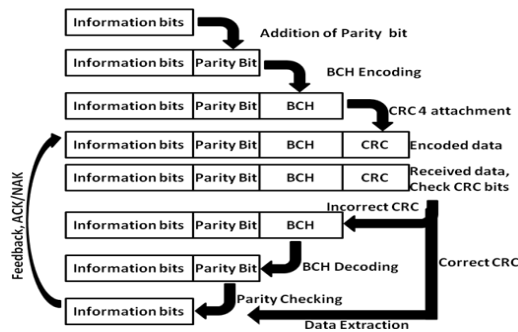 Information bits
Addition of Parity bit
Information bits Parity Bit
BCH Encoding
Information bits Parity Bit BCH
CRC 4 attachment
Information bits Parity Bit BCH CRC Encoded data
Information bits Parity Bit BCH CRC Received data,
Check CRC bits
Incorrect CRC
Information bits Parity Bit BCH
Feedback, ACK/NAK
Information bits Parity Bit BCH Decoding Correct CRC
Parity Checking
Information bits
Data Extraction